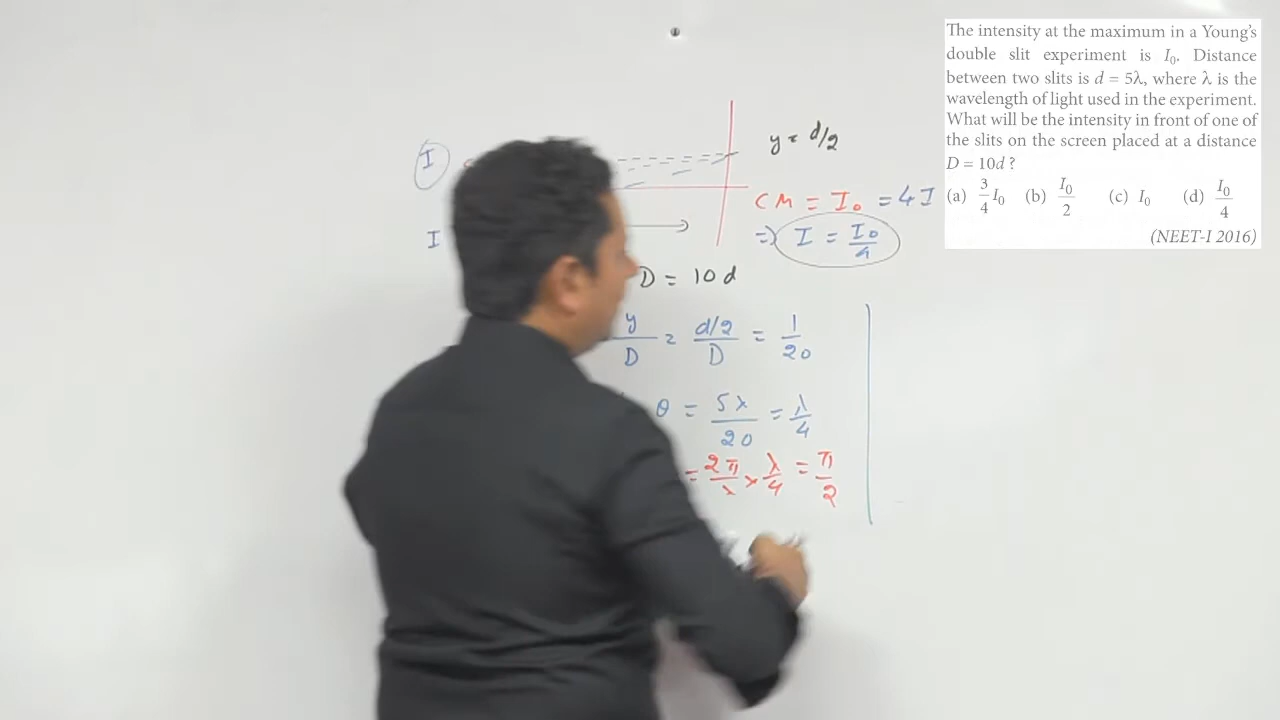 The intensity at the maximum in a Young's
double slit experiment is I₀. Distance
between two slits is d = 5λ, where λ is the
wavelength of light used in the experiment.
What will be the intensity in front of one of
the slits on the screen placed at a distance
D = 10d ?
(a) 3/4 I₀ (b) I₀/2 (c) I₀ (d) I₀/4
(NEET-I 2016)
I
y = d/2
CM = I₀ = 4I
I
⇒ I = I₀/4
D = 10d
y/D = d/2/D = 1/20
θ = 5λ/20 = λ/4
= 2π/λ × λ/4 = π/2